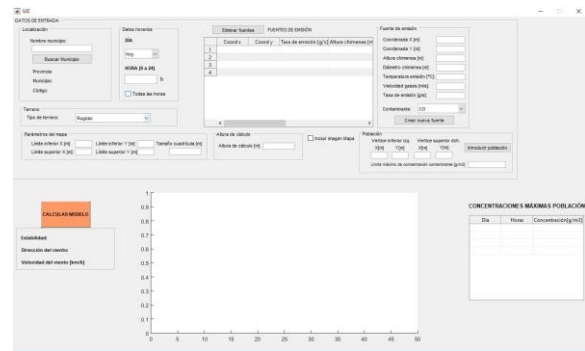 UI2
DATOS DE ENTRADA
Localización
Nombre municipio:
Buscar Municipio
Provincia:
Municipio:
Código:
Datos horarios
DÍA
Hoy
HORA [0 a 24]
h
Todas las horas
Terreno
Tipo de terreno:
Rugoso
Eliminar fuentes
FUENTES DE EMISIÓN
Coord x Coord y Tasa de emisión [g/s] Altura chimenea [m
1
2
3
4
Fuente de emisión
Coordenada X [m]
Coordenada Y [m]
Altura chimenea [m]
Diámetro chimenea [m]
Temperatura emisión [ºC]
Velocidad gases [m/s]
Tasa de emisión [g/s]
Contaminante: CO
Crear nueva fuente
Parámetros del mapa
Límite inferior X [m] Límite inferior Y [m] Tamaño cuadrícula [m]
Límite superior X [m] Límite superior Y [m]
Altura de cálculo
Altura de cálculo [m]
Incluir imagen mapa
Población
Vertice inferior izq. Vertice superior dch.
X[m] Y[m] X[m] Y[m]
Introducir población
Límite máximo de concentración contaminante [g/m3]
CALCULAR MODELO
Estabilidad:
Dirección del viento:
Velocidad del viento [km/h]:
1
0.9
0.8
0.7
0.6
0.5
0.4
0.3
0.2
0.1
0
0 5 10 15 20 25 30 35 40 45 50
CONCENTRACIONES MÁXIMAS POBLACIÓN
Día Horas Concentración[g/m3]